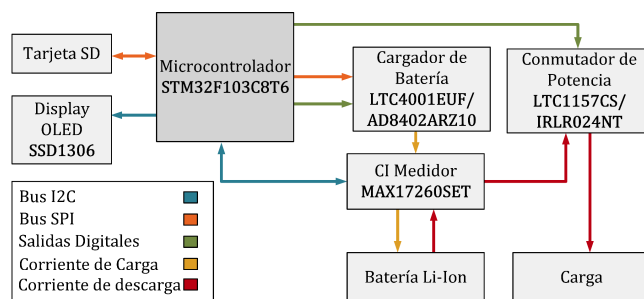 Tarjeta SD
Microcontrolador
STM32F103C8T6
Cargador de
Batería
LTC4001EUF/
AD8402ARZ10
Conmutador de
Potencia
LTC1157CS/
IRLR024NT
Display
OLED
SSD1306
CI Medidor
MAX17260SET
Bus I2C
Bus SPI
Salidas Digitales
Corriente de Carga
Corriente de descarga
Batería Li-Ion
Carga